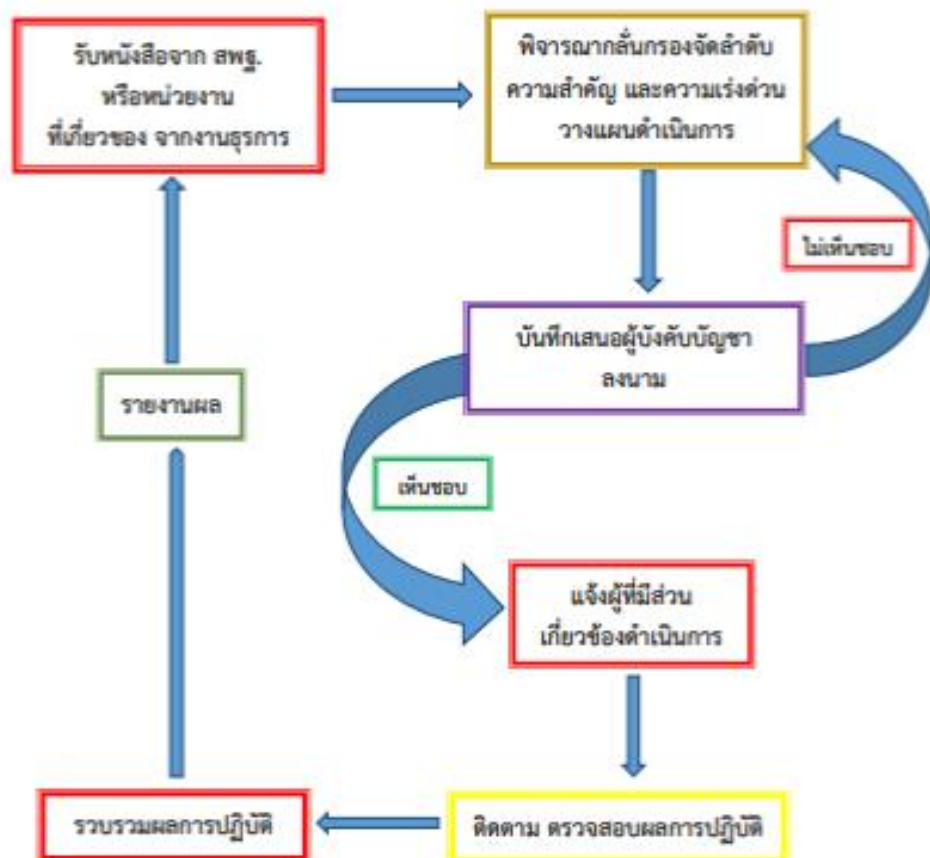 รับหนังสือจาก สพฐ.
หรือหน่วยงาน
ที่เกี่ยวของ จากงานธุรการ
พิจารณากลั่นกรองจัดลำดับ
ความสำคัญ และความเร่งด่วน
วางแผนดำเนินการ
ไม่เห็นชอบ
บันทึกเสนอผู้บังคับบัญชา
ลงนาม
รายงานผล
เห็นชอบ
แจ้งผู้ที่มีส่วน
เกี่ยวข้องดำเนินการ
รวบรวมผลการปฏิบัติ
ติดตาม ตรวจสอบผลการปฏิบัติ